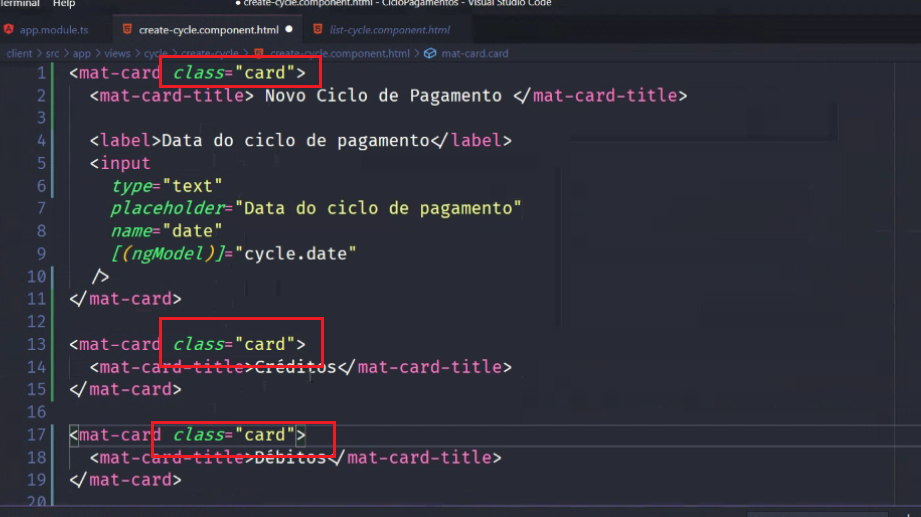 Terminal Help ● create-cycle.component.html - CicloPagamentos - Visual Studio Code
app.module.ts create-cycle.component.html ● list-cycle.component.html
client > src > app > views > cycle > create-cycle > create-cycle.component.html > mat-card.card
1 <mat-card class="card">
2 <mat-card-title> Novo Ciclo de Pagamento </mat-card-title>
3
4 <label>Data do ciclo de pagamento</label>
5 <input
6 type="text"
7 placeholder="Data do ciclo de pagamento"
8 name="date"
9 [(ngModel)]="cycle.date"
10 />
11 </mat-card>
12
13 <mat-card class="card">
14 <mat-card-title>Créditos</mat-card-title>
15 </mat-card>
16
17 <mat-card class="card">
18 <mat-card-title>Débitos</mat-card-title>
19 </mat-card>
20